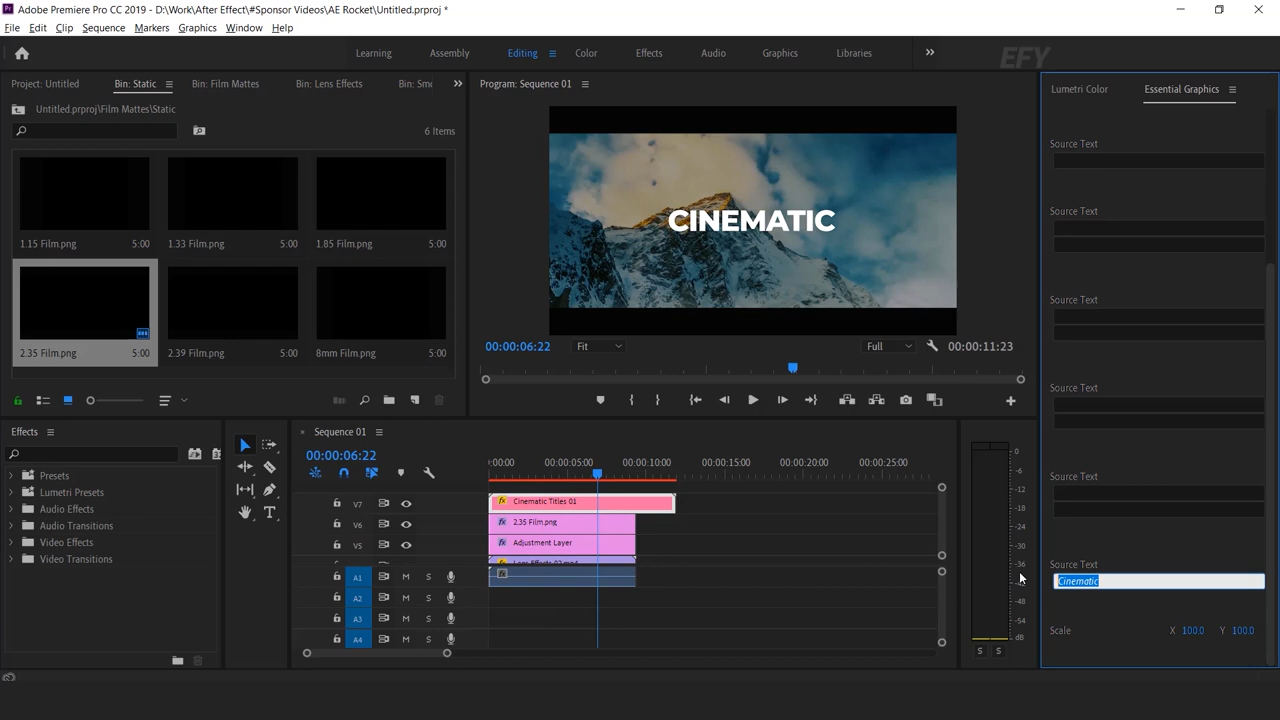 Adobe Premiere Pro CC 2019 - D:\Work\After Effect\#Sponsor Videos\AE Rocket\Untitled.prproj *
File Edit Clip Sequence Markers Graphics Window Help
Learning Assembly Editing Color Effects Audio Graphics Libraries
EFY
Project: Untitled Bin: Static Bin: Film Mattes Bin: Lens Effects Bin: Smo
Program: Sequence 01
Lumetri Color Essential Graphics
Untitled.prproj\Film Mattes\Static
6 Items
1.15 Film.png 5:00 1.33 Film.png 5:00 1.85 Film.png 5:00
2.35 Film.png 5:00 2.39 Film.png 5:00 8mm Film.png 5:00
CINEMATIC
00:00:06:22 Fit Full 00:00:11:23
Source Text
Source Text
Source Text
Source Text
Source Text
Source Text
Cinematic
Scale X 100.0 Y 100.0
Effects
Presets
Lumetri Presets
Audio Effects
Audio Transitions
Video Effects
Video Transitions
Sequence 01
00:00:06:22
:00:00 00:00:05:00 00:00:10:00 00:00:15:00 00:00:20:00 00:00:25:00
V7 Cinematic Titles 01
V6 2.35 Film.png
V5 Adjustment Layer
Lens Effects 02.mp4
A1 M S
A2 M S
A3 M S
A4 M S
0
-6
-12
-18
-24
-30
-36
-42
-48
-54
dB
S S